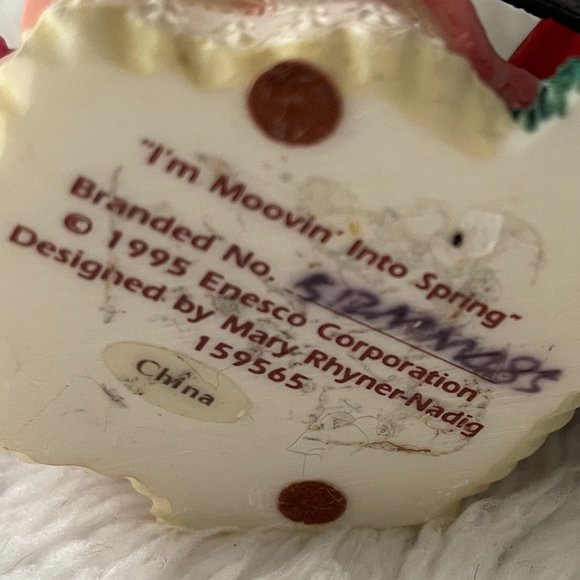 "I'm Moovin' Into Spring"
Branded No.
© 1995 Enesco Corporation
Designed by Mary Rhyner-Nadig
159565
China